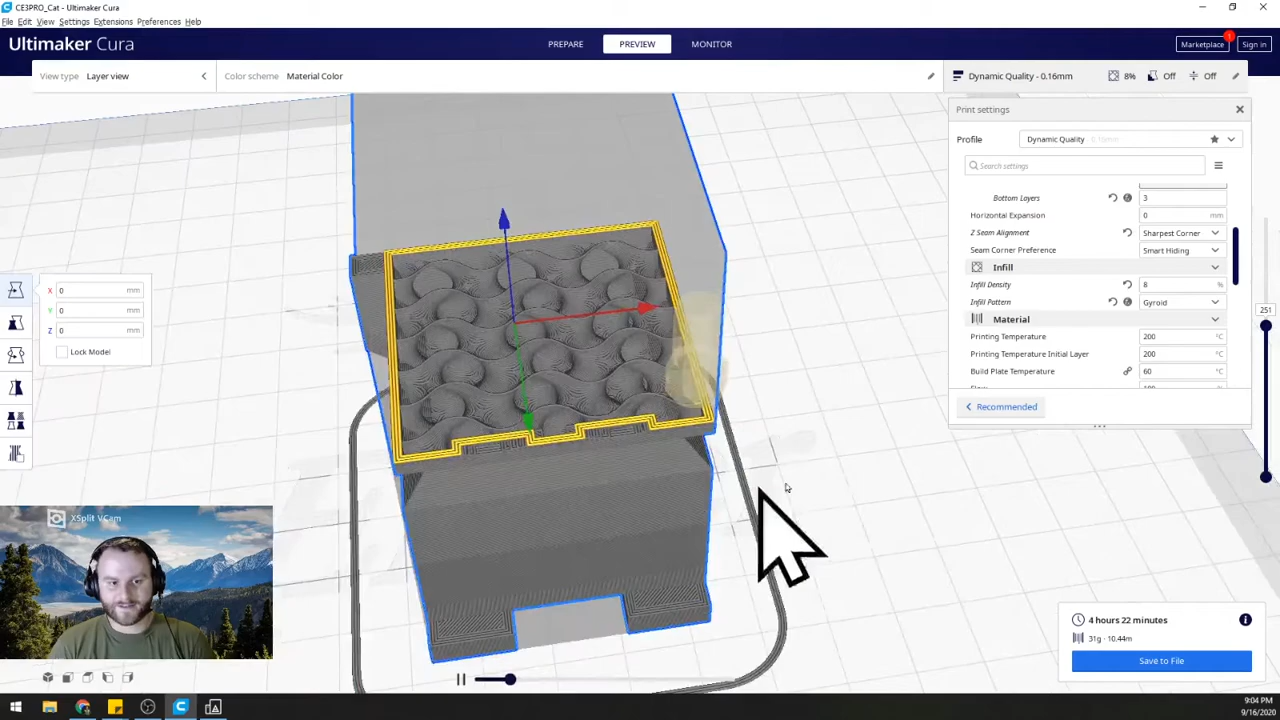 CE3PRO_Cat - Ultimaker Cura
File Edit View Settings Extensions Preferences Help
Ultimaker Cura
PREPARE PREVIEW MONITOR
Marketplace 1 Sign in
View type Layer view
Color scheme Material Color
Dynamic Quality - 0.16mm 8% Off Off
Print settings
Profile Dynamic Quality 0.16mm
Search settings
Bottom Layers 3
Horizontal Expansion 0 mm
Z Seam Alignment Sharpest Corner
Seam Corner Preference Smart Hiding
Infill
Infill Density 8 %
Infill Pattern Gyroid
Material
Printing Temperature 200 °C
Printing Temperature Initial Layer 200 °C
Build Plate Temperature 60 °C
Recommended
251
X 0 mm
Y 0 mm
Z 0 mm
Lock Model
XSplit VCam
4 hours 22 minutes
31g · 10.44m
Save to File
9:04 PM
9/16/2020